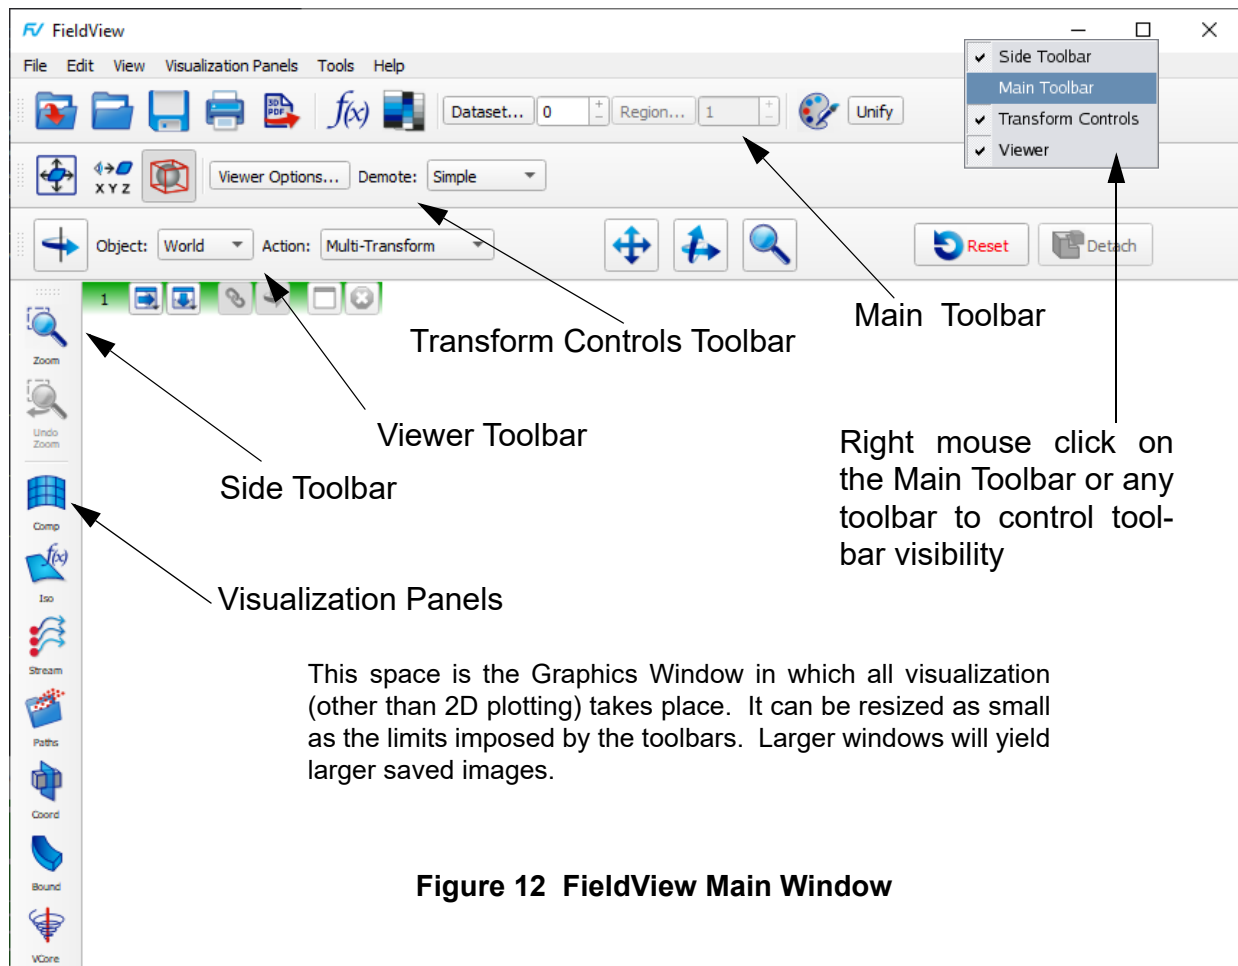 FV FieldView
File Edit View Visualization Panels Tools Help
Side Toolbar
Main Toolbar
Transform Controls
Viewer
3D PDF f(x) Dataset... 0 Region... 1 Unify
X Y Z Viewer Options... Demote: Simple
Object: World Action: Multi-Transform Reset Detach
1
Zoom
Undo
Zoom
Comp
f(x)
Iso
Stream
Paths
Coord
Bound
VCore
Main Toolbar
Transform Controls Toolbar
Viewer Toolbar
Side Toolbar
Right mouse click on
the Main Toolbar or any
toolbar to control tool-
bar visibility
Visualization Panels
This space is the Graphics Window in which all visualization
(other than 2D plotting) takes place. It can be resized as small
as the limits imposed by the toolbars. Larger windows will yield
larger saved images.
Figure 12 FieldView Main Window